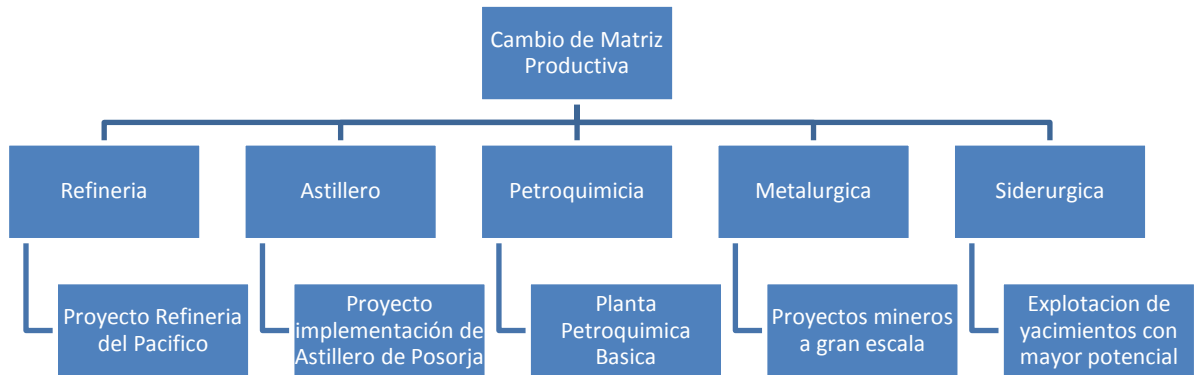 Cambio de Matriz
Productiva
Refineria
Astillero
Petroquimicia
Metalurgica
Siderurgica
Proyecto Refineria
del Pacifico
Proyecto
implementación de
Astillero de Posorja
Planta
Petroquimica
Basica
Proyectos mineros
a gran escala
Explotacion de
yacimientos con
mayor potencial